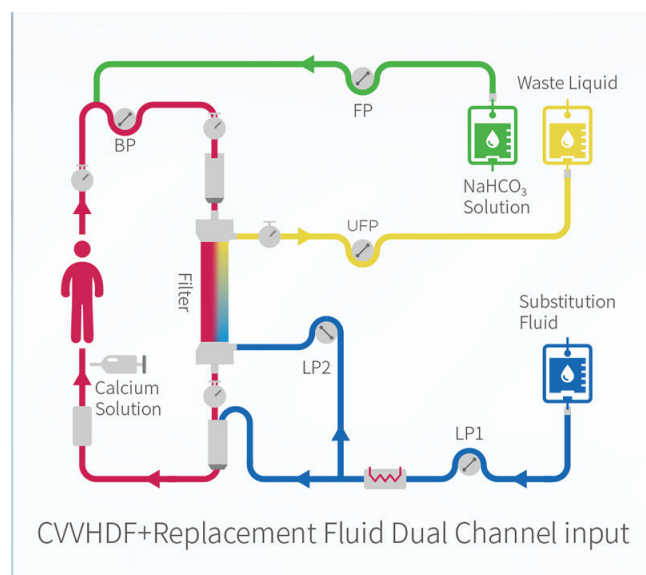 FP
Waste Liquid
BP
NaHCO₃
Solution
UFP
Filter
Substitution
Fluid
LP2
Calcium
Solution
LP1
CVVHDF+Replacement Fluid Dual Channel input